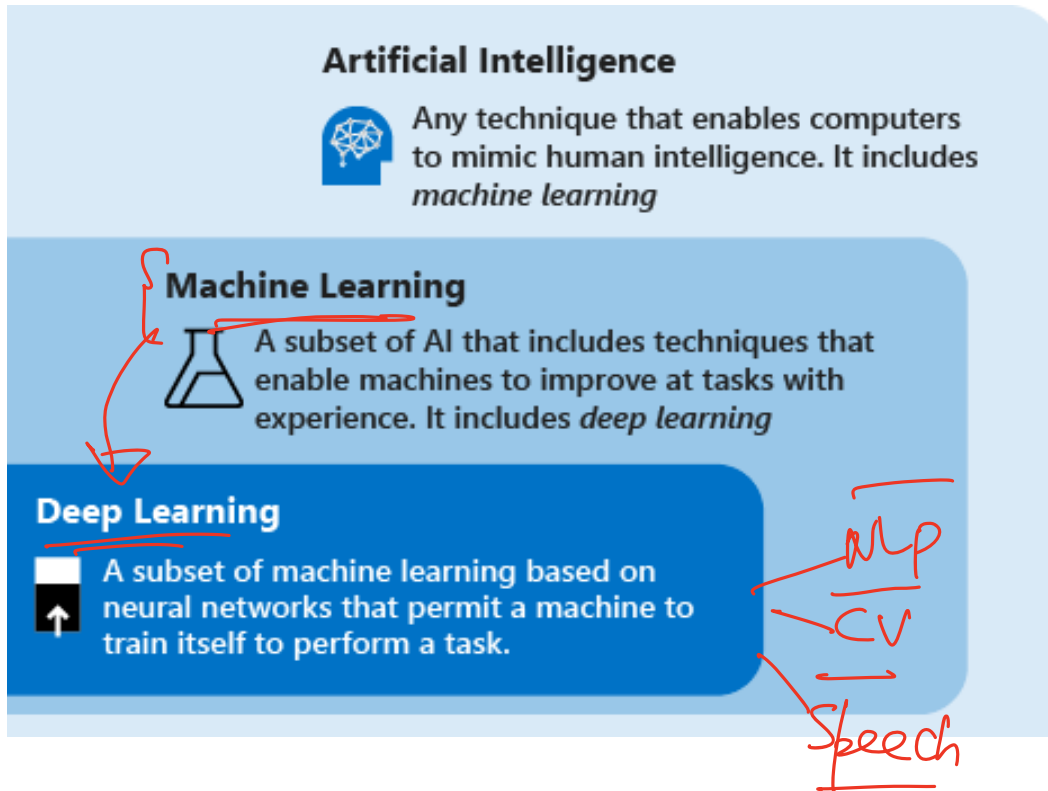 Artificial Intelligence
Any technique that enables computers
to mimic human intelligence. It includes
machine learning
Machine Learning
A subset of AI that includes techniques that
enable machines to improve at tasks with
experience. It includes deep learning
Deep Learning
A subset of machine learning based on
neural networks that permit a machine to
train itself to perform a task.
NLP
CV
Speech